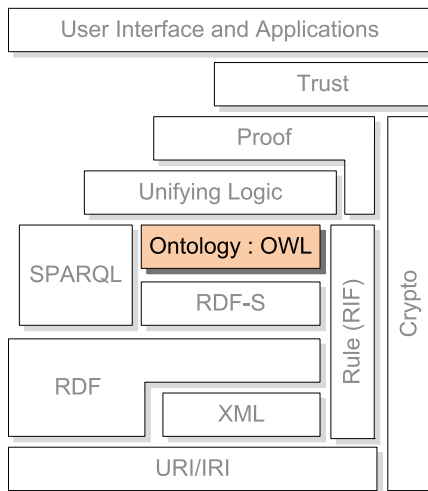 User Interface and Applications
Trust
Proof
Unifying Logic
Ontology : OWL
SPARQL
RDF-S
Rule (RIF)
Crypto
RDF
XML
URI/IRI